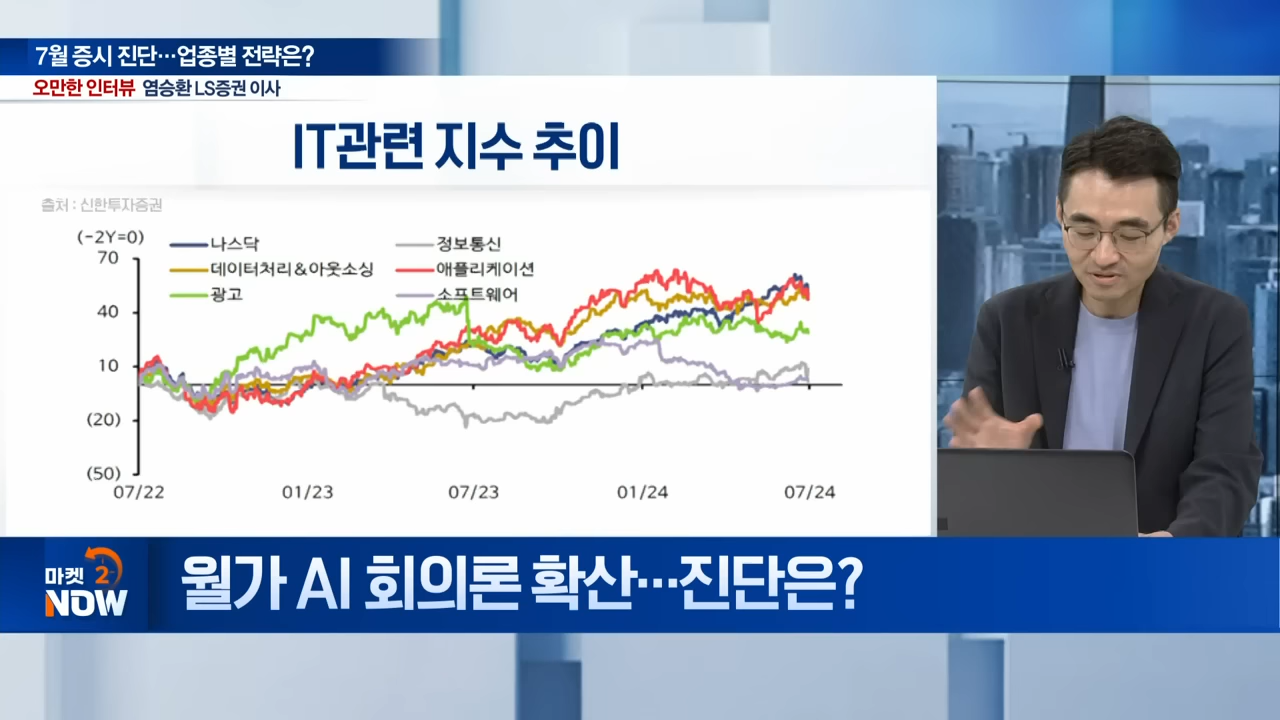 7월 증시 진단…업종별 전략은?
오만한 인터뷰 염승환 LS증권 이사
IT관련 지수 추이
출처 : 신한투자증권
(-2Y=0)
나스닥
정보통신
데이터처리&아웃소싱
애플리케이션
광고
소프트웨어
70
40
10
(20)
(50)
07/22 01/23 07/23 01/24 07/24
마켓 2
NOW
월가 AI 회의론 확산…진단은?